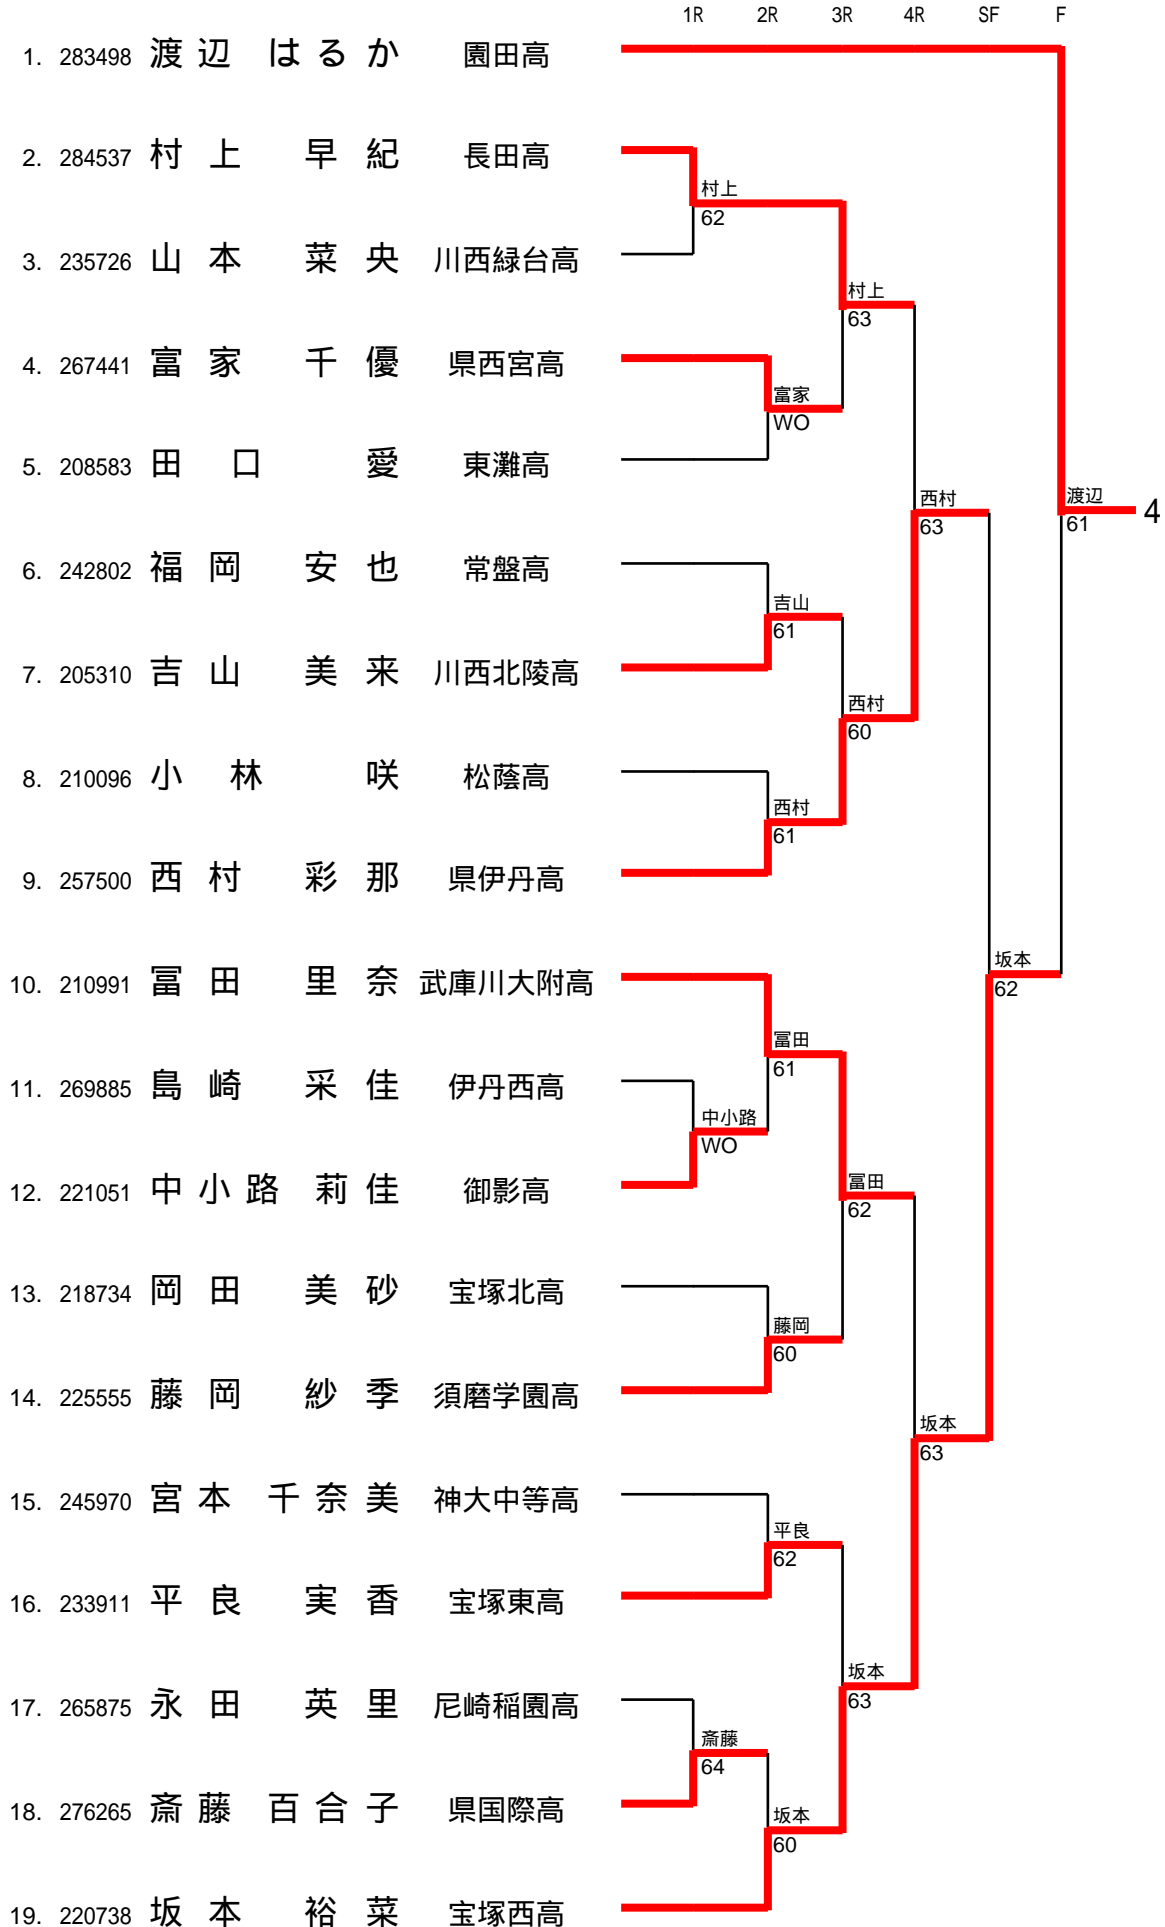 1R 2R 3R 4R SF F
1. 283498 渡辺 はるか 園田高
2. 284537 村上 早紀 長田高
村上
62
3. 235726 山本 菜央 川西緑台高
村上
63
4. 267441 富家 千優 県西宮高
富家
WO
5. 208583 田口 愛 東灘高
西村
63
渡辺
61
4
6. 242802 福岡 安也 常盤高
吉山
61
7. 205310 吉山 美来 川西北陵高
西村
60
8. 210096 小林 咲 松蔭高
西村
61
9. 257500 西村 彩那 県伊丹高
坂本
62
10. 210991 冨田 里奈 武庫川大附高
冨田
61
11. 269885 島崎 采佳 伊丹西高
中小路
WO
12. 221051 中小路 莉佳 御影高
冨田
62
13. 218734 岡田 美砂 宝塚北高
藤岡
60
14. 225555 藤岡 紗季 須磨学園高
坂本
63
15. 245970 宮本 千奈美 神大中等高
平良
62
16. 233911 平良 実香 宝塚東高
坂本
63
17. 265875 永田 英里 尼崎稲園高
斎藤
64
18. 276265 斎藤 百合子 県国際高
坂本
60
19. 220738 坂本 裕菜 宝塚西高